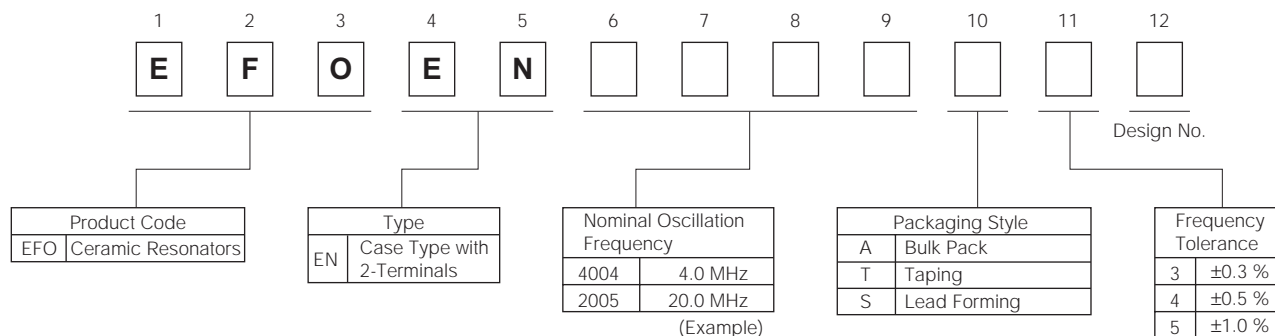 1 2 3 4 5 6 7 8 9 10 11 12
E F O E N
Design No.
Product Code
EFO Ceramic Resonators
Type
EN Case Type with
2-Terminals
Nominal Oscillation
Frequency
4004 4.0 MHz
2005 20.0 MHz
(Example)
Packaging Style
A Bulk Pack
T Taping
S Lead Forming
Frequency
Tolerance
3 ±0.3 %
4 ±0.5 %
5 ±1.0 %